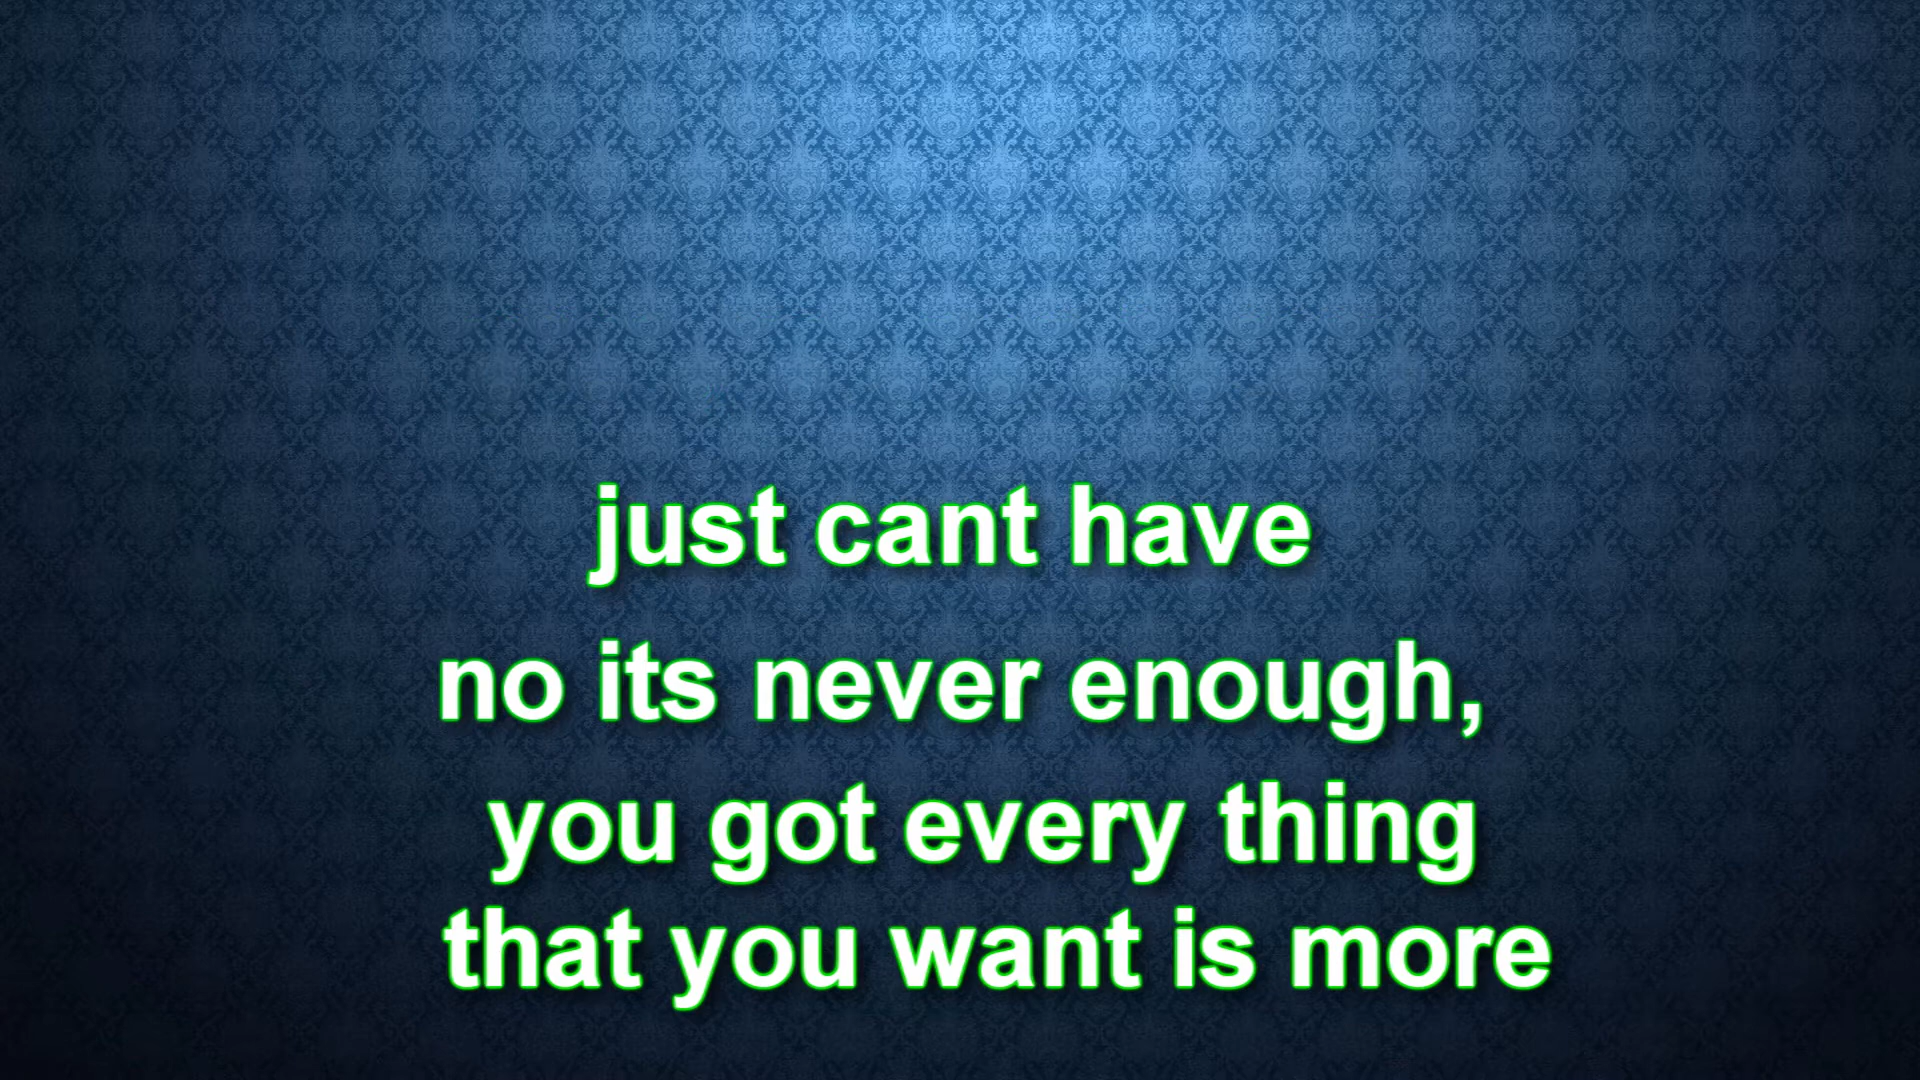 just cant have
no its never enough,
you got every thing
that you want is more